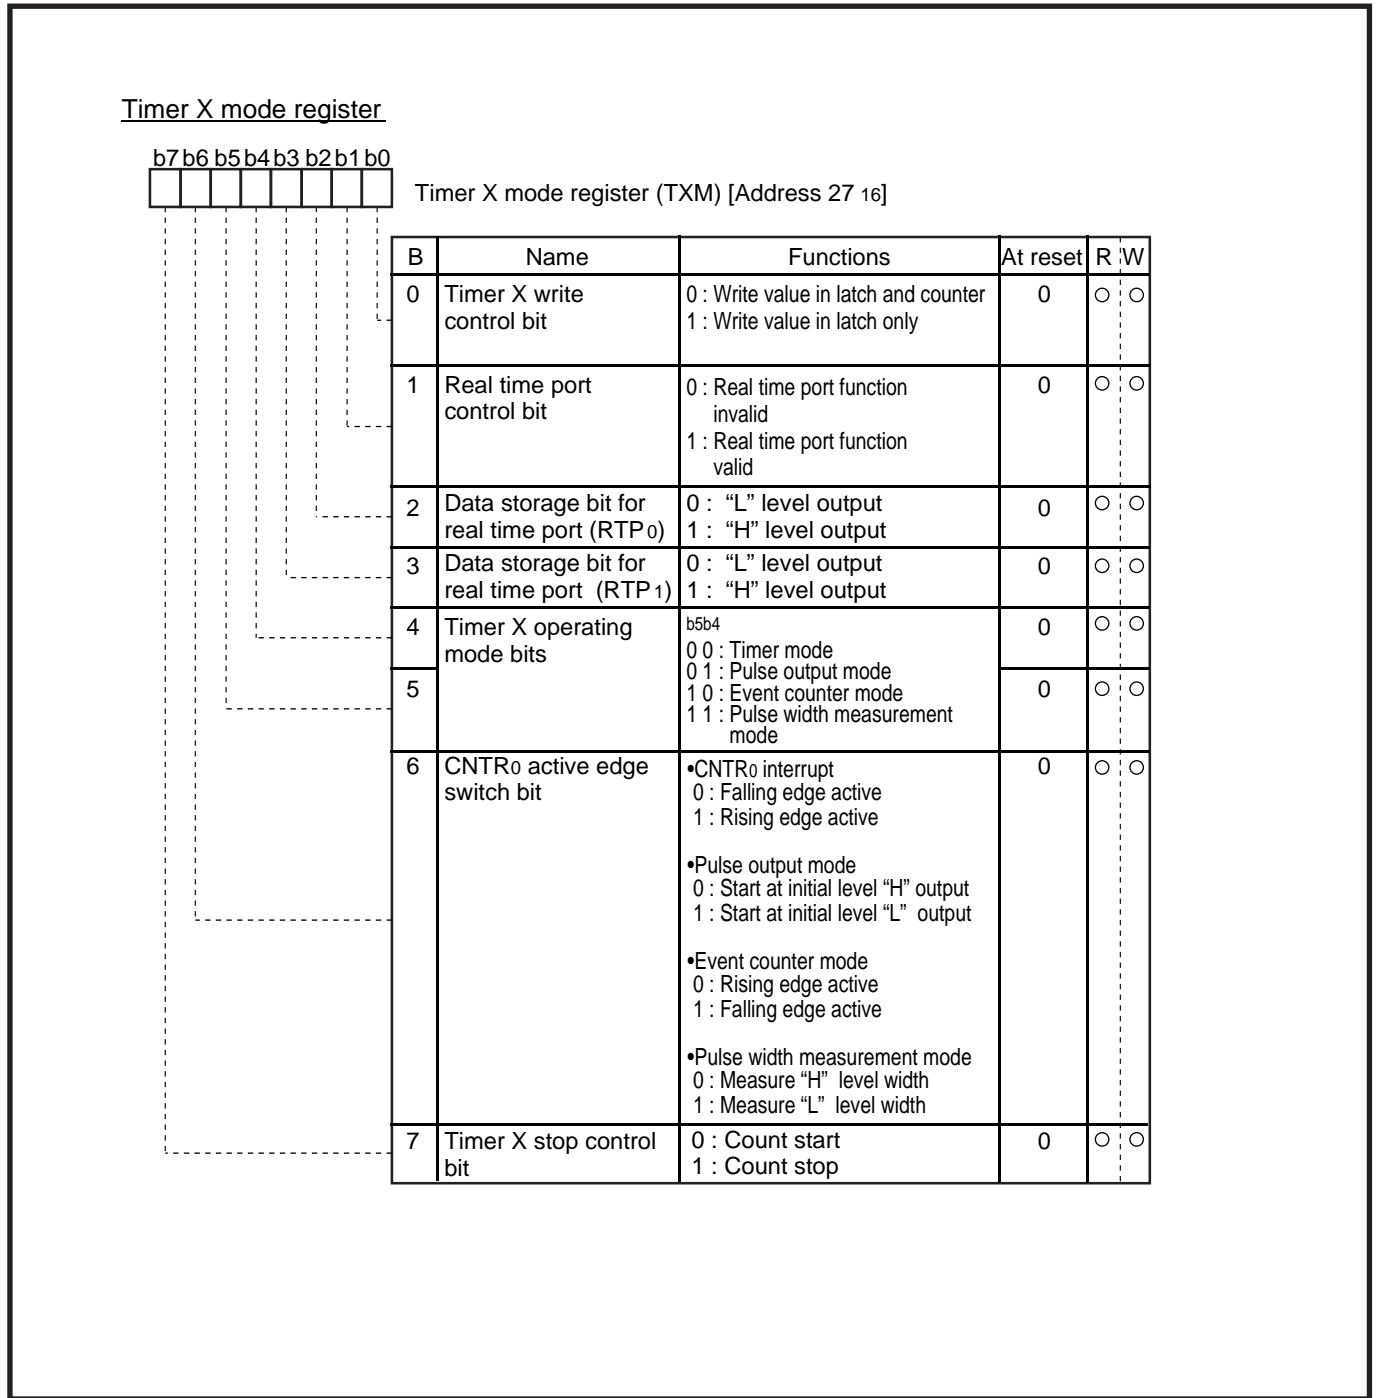 Timer X mode register
b7 b6 b5 b4 b3 b2 b1 b0
Timer X mode register (TXM) [Address 27 16]
B Name Functions At reset R W
0 Timer X write 0 : Write value in latch and counter 0 ○ ○
control bit 1 : Write value in latch only
1 Real time port 0 : Real time port function 0 ○ ○
control bit invalid
1 : Real time port function
valid
2 Data storage bit for 0 : “L” level output 0 ○ ○
real time port (RTP0) 1 : “H” level output
3 Data storage bit for 0 : “L” level output 0 ○ ○
real time port (RTP1) 1 : “H” level output
4 Timer X operating b5b4 0 ○ ○
mode bits 0 0 : Timer mode
0 1 : Pulse output mode
5 1 0 : Event counter mode 0 ○ ○
1 1 : Pulse width measurement
mode
6 CNTR0 active edge •CNTR0 interrupt 0 ○ ○
switch bit 0 : Falling edge active
1 : Rising edge active
•Pulse output mode
0 : Start at initial level “H” output
1 : Start at initial level “L” output
•Event counter mode
0 : Rising edge active
1 : Falling edge active
•Pulse width measurement mode
0 : Measure “H” level width
1 : Measure “L” level width
7 Timer X stop control 0 : Count start 0 ○ ○
bit 1 : Count stop